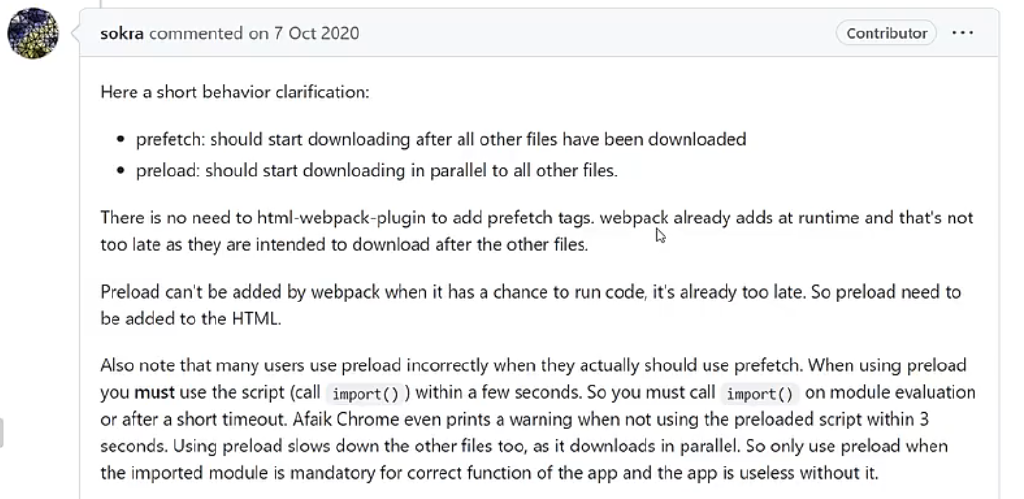 sokra commented on 7 Oct 2020
Contributor
Here a short behavior clarification:
prefetch: should start downloading after all other files have been downloaded
preload: should start downloading in parallel to all other files.
There is no need to html-webpack-plugin to add prefetch tags. webpack already adds at runtime and that's not
too late as they are intended to download after the other files.
Preload can't be added by webpack when it has a chance to run code, it's already too late. So preload need to
be added to the HTML.
Also note that many users use preload incorrectly when they actually should use prefetch. When using preload
you must use the script (call import() ) within a few seconds. So you must call import() on module evaluation
or after a short timeout. Afaik Chrome even prints a warning when not using the preloaded script within 3
seconds. Using preload slows down the other files too, as it downloads in parallel. So only use preload when
the imported module is mandatory for correct function of the app and the app is useless without it.